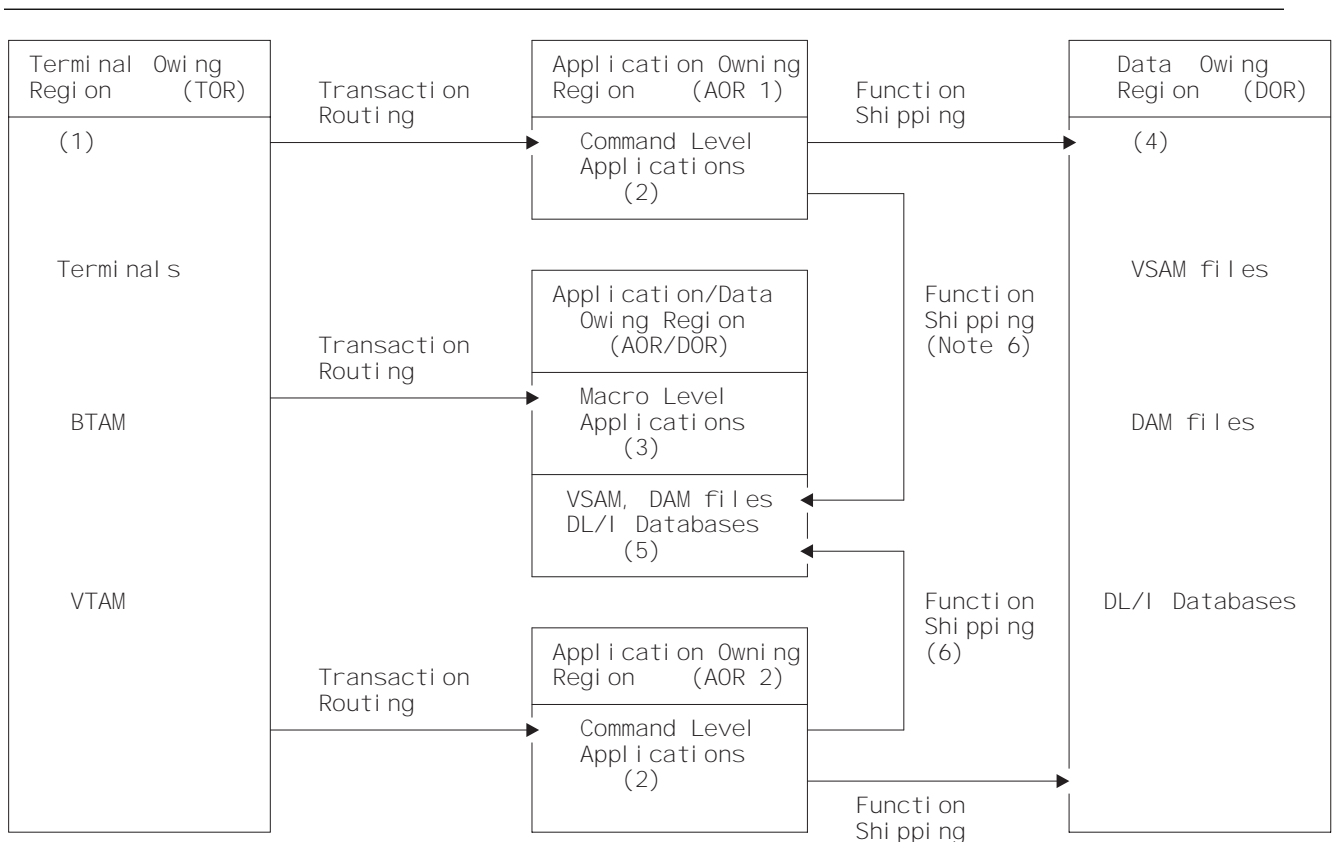 Terminal Owing
Region (TOR)
(1)
Terminals
BTAM
VTAM
Transaction
Routing
Transaction
Routing
Transaction
Routing
Application Owning
Region (AOR 1)
Command Level
Applications
(2)
Application/Data
Owing Region
(AOR/DOR)
Macro Level
Applications
(3)
VSAM, DAM files
DL/I Databases
(5)
Application Owning
Region (AOR 2)
Command Level
Applications
(2)
Function
Shipping
Function
Shipping
(Note 6)
Function
Shipping
(6)
Function
Shipping
Data Owing
Region (DOR)
(4)
VSAM files
DAM files
DL/I Databases